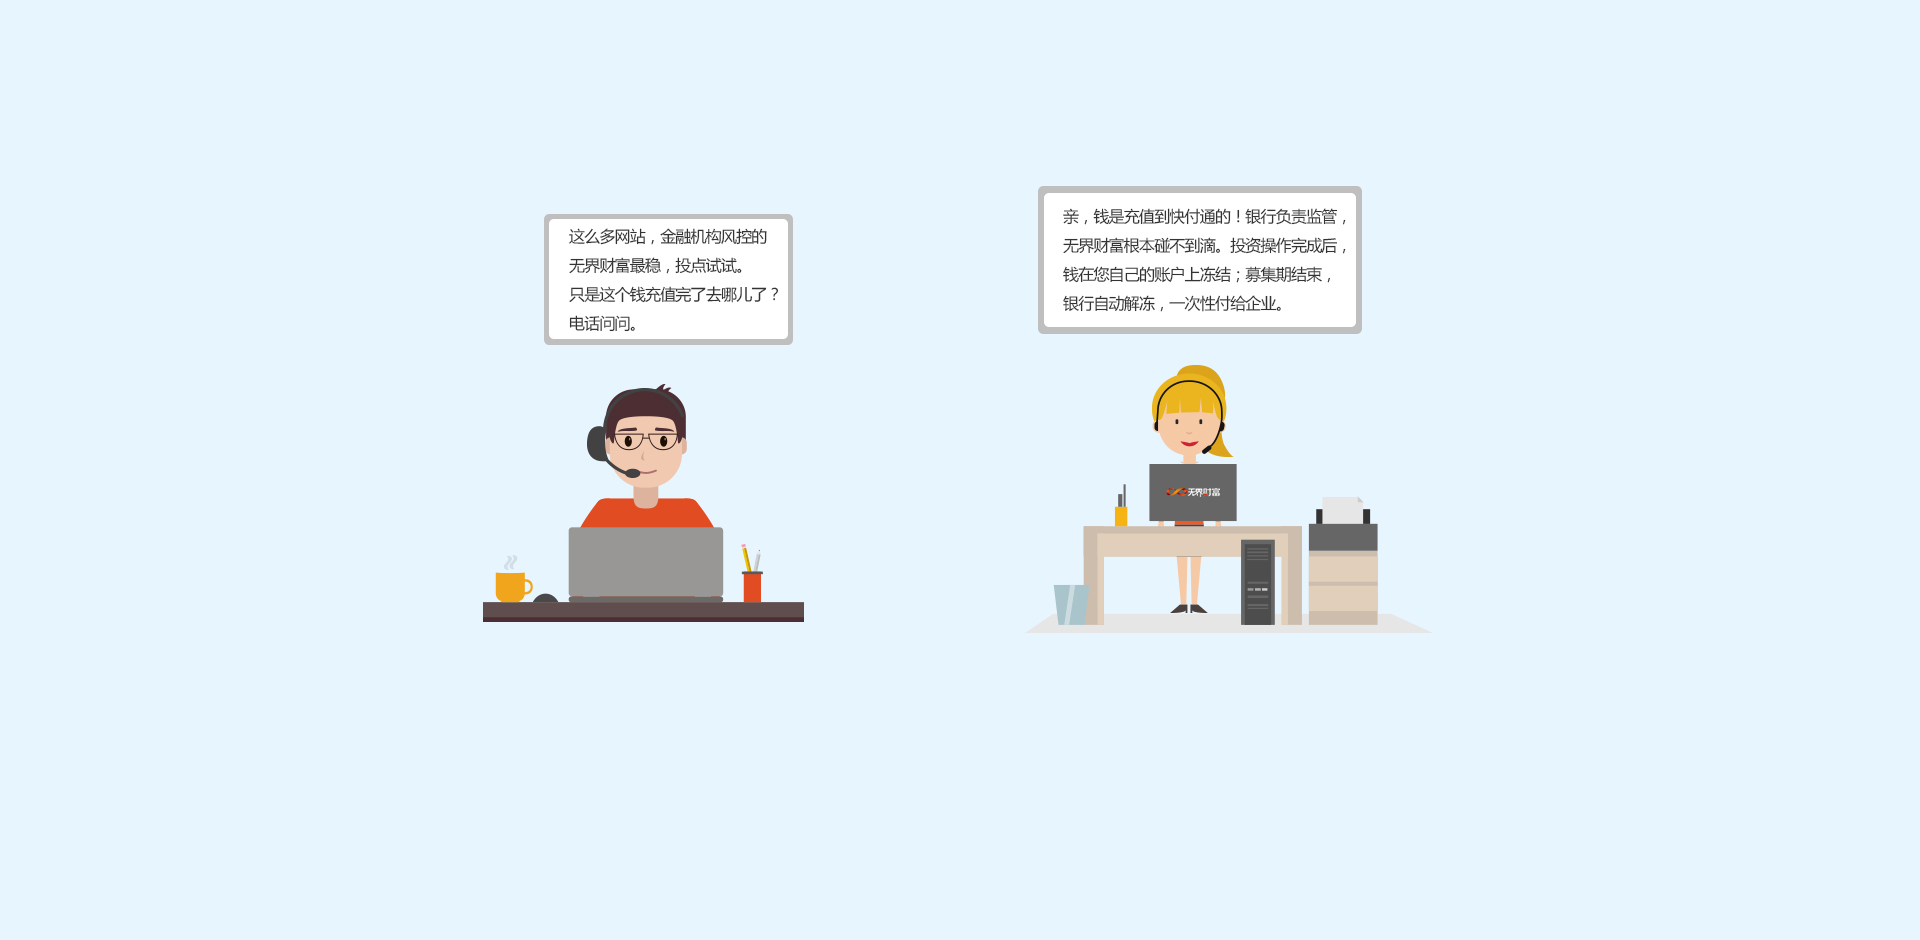 这么多网站，金融机构风控的
无界财富最稳，投点试试。
只是这个钱充值完了去哪儿了？
电话问问。
亲，钱是充值到快付通的！银行负责监管，
无界财富根本碰不到滴。投资操作完成后，
钱在您自己的账户上冻结；募集期结束，
银行自动解冻，一次性付给企业。
无界财富